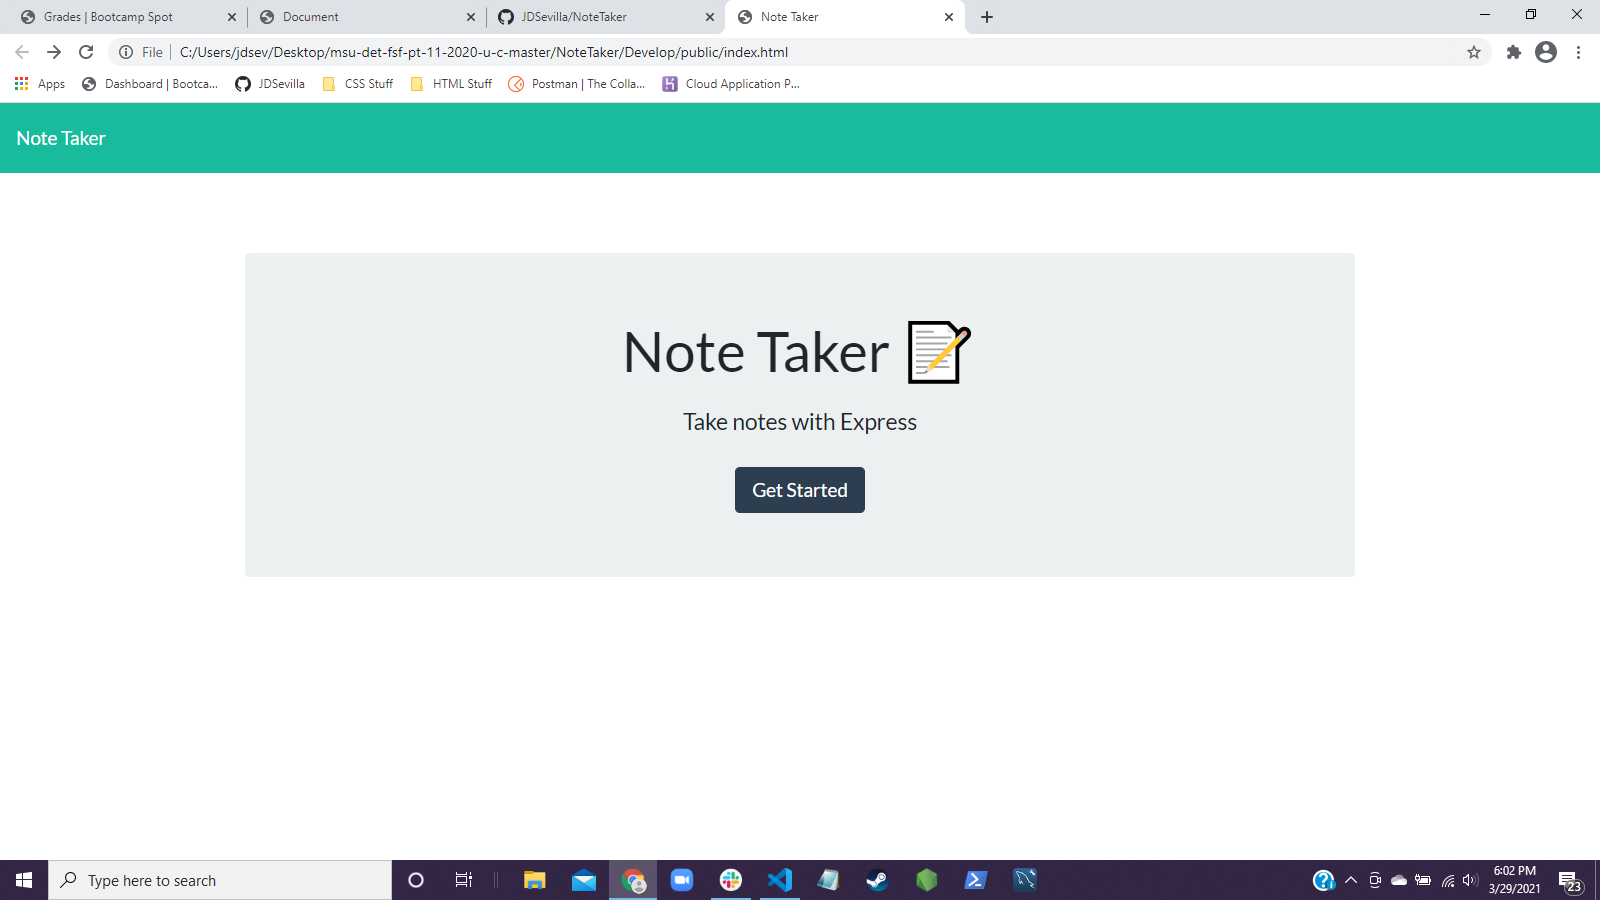 Grades | Bootcamp Spot
Document
JDSevilla/NoteTaker
Note Taker
File
C:/Users/jdsev/Desktop/msu-det-fsf-pt-11-2020-u-c-master/NoteTaker/Develop/public/index.html
Apps
Dashboard | Bootca...
JDSevilla
CSS Stuff
HTML Stuff
Postman | The Colla...
Cloud Application P...
Note Taker
Note Taker
Take notes with Express
Get Started
Type here to search
6:02 PM
3/29/2021
23